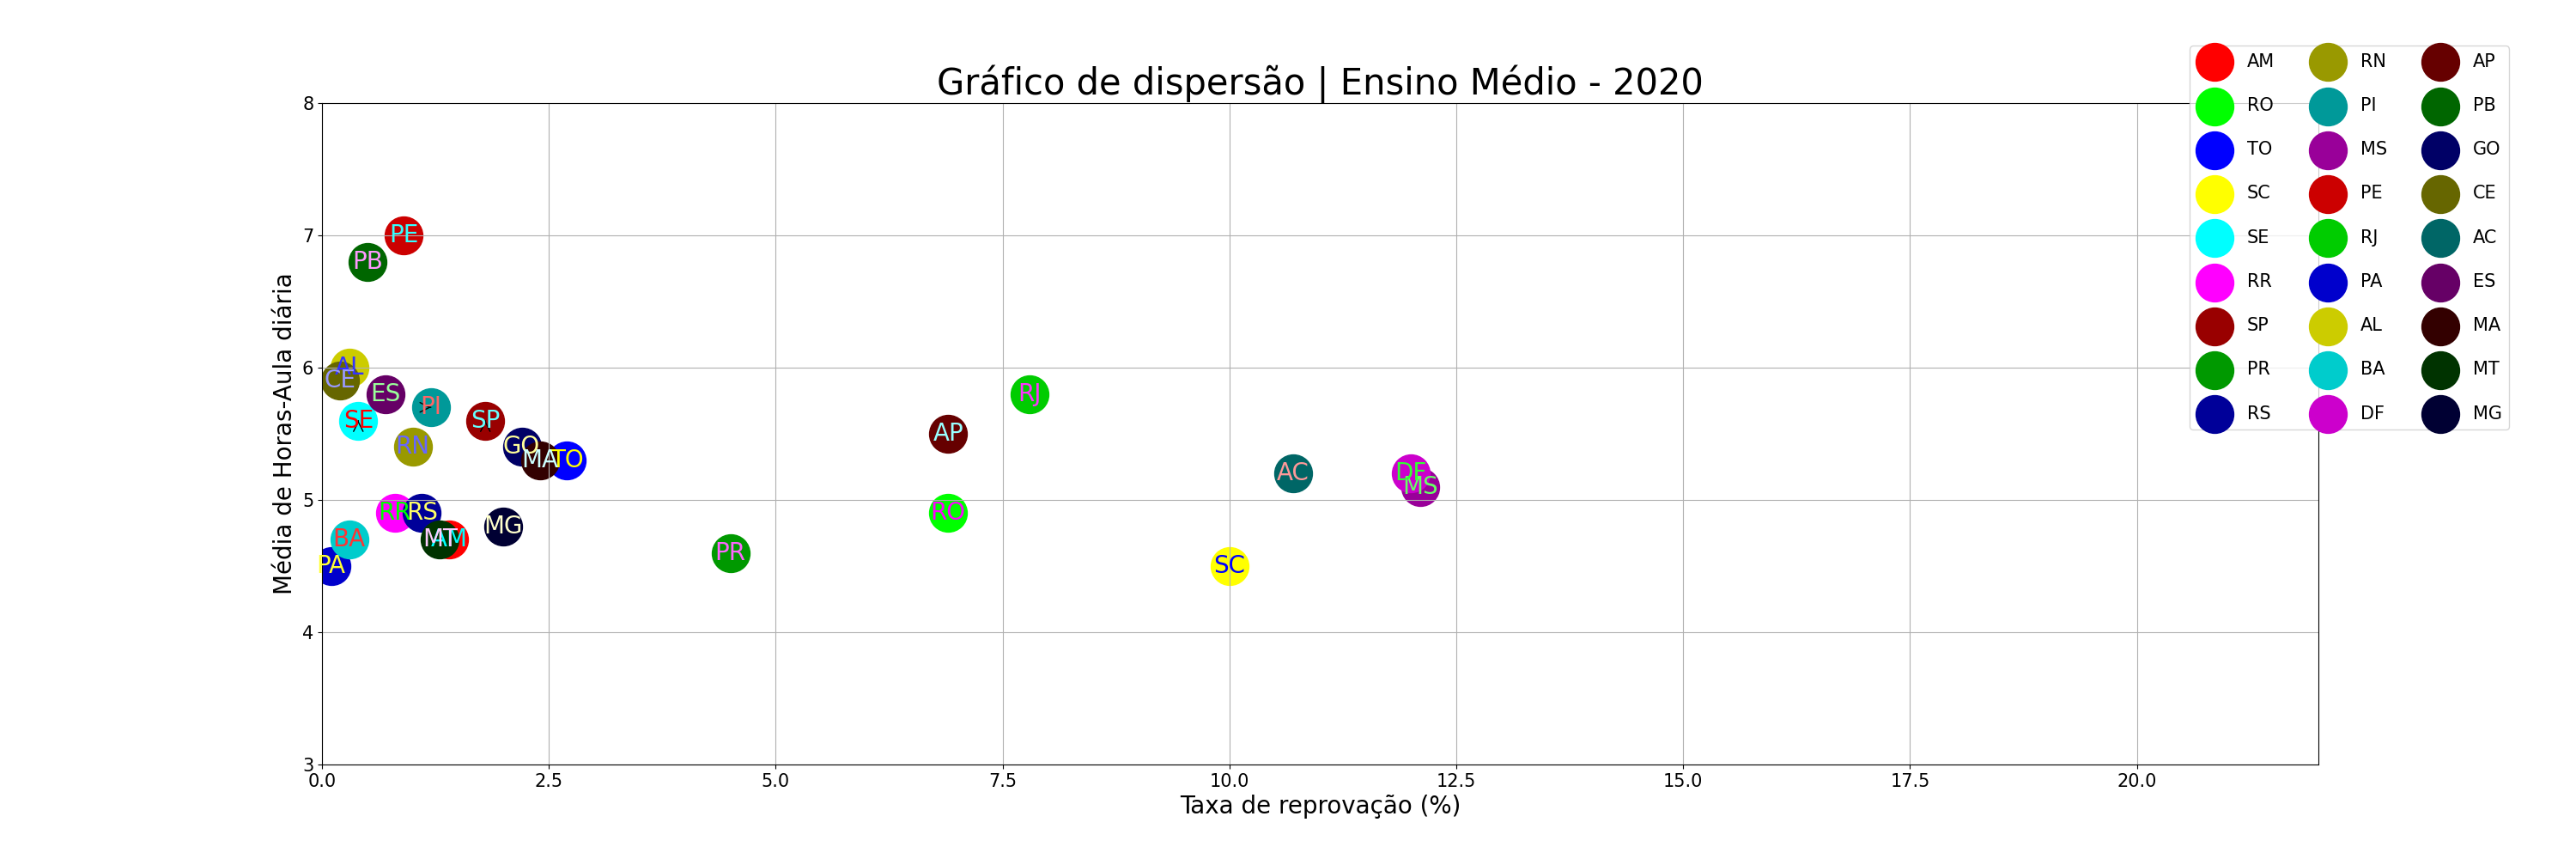 Gráfico de dispersão | Ensino Médio - 2020
AM RN AP
RO PI PB
TO MS GO
SC PE CE
SE RJ AC
RR PA ES
SP AL MA
PR BA MT
RS DF MG
Média de Horas-Aula diária
8
7
6
5
4
3
PE
PB
AL
CE
ES
RJ
PI
SE
SP
AP
RN
GO
MA
TO
AC
DF
MS
RR
RS
RO
MG
BA
MT
AM
PR
PA
SC
0.0 2.5 5.0 7.5 10.0 12.5 15.0 17.5 20.0
Taxa de reprovação (%)